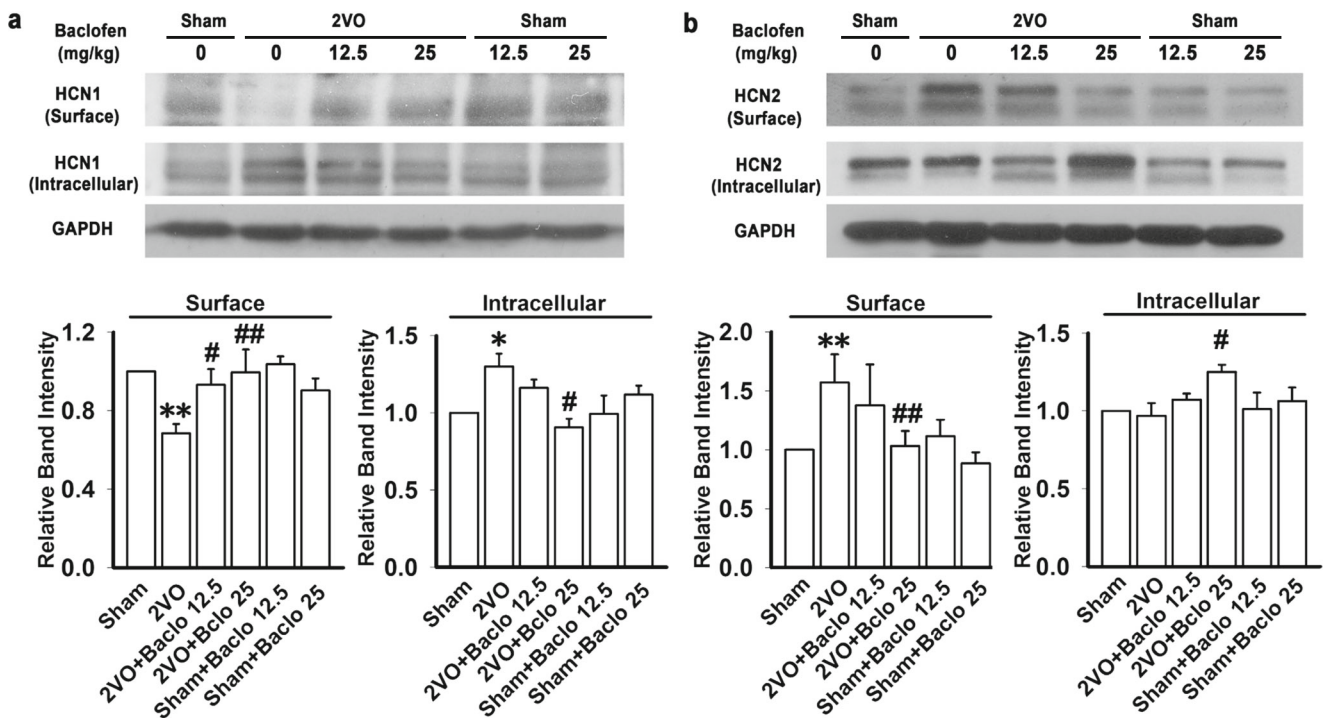 a
Sham 2VO Sham
Baclofen
(mg/kg) 0 0 12.5 25 12.5 25
HCN1
(Surface)
HCN1
(Intracellular)
GAPDH
Surface
Relative Band Intensity
1.2
0.8
0.4
0.0
**
#
##
Sham
2VO
2VO+Baclo 12.5
2VO+Bclo 25
Sham+Baclo 12.5
Sham+Baclo 25
Intracellular
Relative Band Intensity
1.5
1.0
0.5
0.0
*
#
Sham
2VO
2VO+Baclo 12.5
2VO+Bclo 25
Sham+Baclo 12.5
Sham+Baclo 25
b
Sham 2VO Sham
Baclofen
(mg/kg) 0 0 12.5 25 12.5 25
HCN2
(Surface)
HCN2
(Intracellular)
GAPDH
Surface
Relative Band Intensity
2.0
1.5
1.0
0.5
0.0
**
##
Sham
2VO
2VO+Baclo 12.5
2VO+Bclo 25
Sham+Baclo 12.5
Sham+Baclo 25
Intracellular
Relative Band Intensity
1.5
1.0
0.5
0.0
#
Sham
2VO
2VO+Baclo 12.5
2VO+Bclo 25
Sham+Baclo 12.5
Sham+Baclo 25